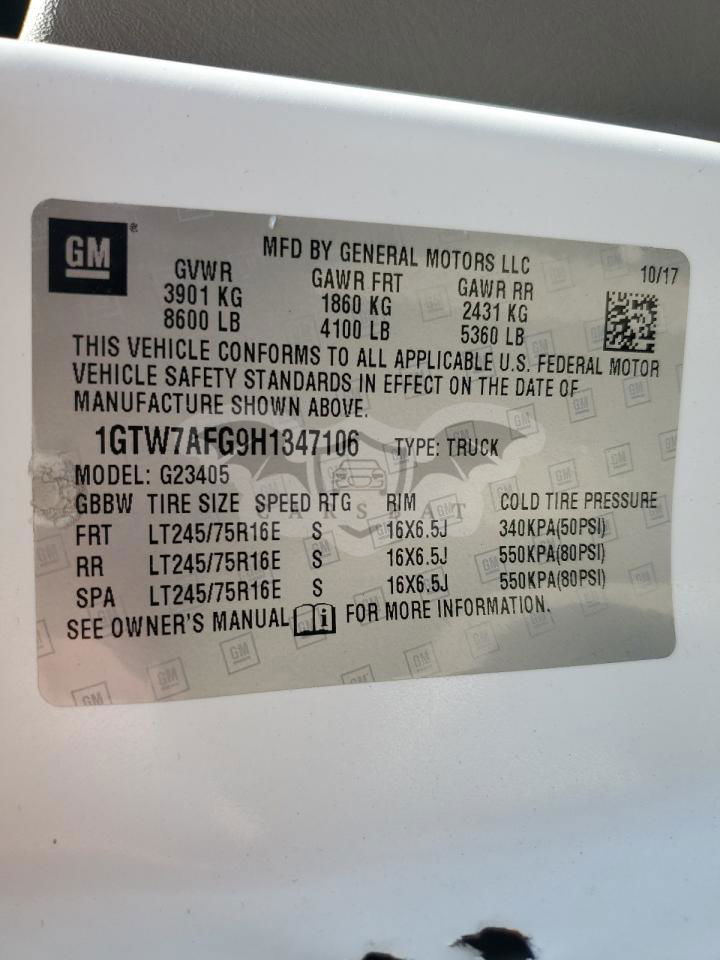 GM ®
MFD BY GENERAL MOTORS LLC
10/17
GVWR GAWR FRT GAWR RR
3901 KG 1860 KG 2431 KG
8600 LB 4100 LB 5360 LB
THIS VEHICLE CONFORMS TO ALL APPLICABLE U.S. FEDERAL MOTOR
VEHICLE SAFETY STANDARDS IN EFFECT ON THE DATE OF
MANUFACTURE SHOWN ABOVE.
1GTW7AFG9H1347106 TYPE: TRUCK
MODEL: G23405
GBBW TIRE SIZE SPEED RTG RIM COLD TIRE PRESSURE
FRT LT245/75R16E S 16X6.5J 340KPA(50PSI)
RR LT245/75R16E S 16X6.5J 550KPA(80PSI)
SPA LT245/75R16E S 16X6.5J 550KPA(80PSI)
SEE OWNER'S MANUAL i FOR MORE INFORMATION.
CARSBAT